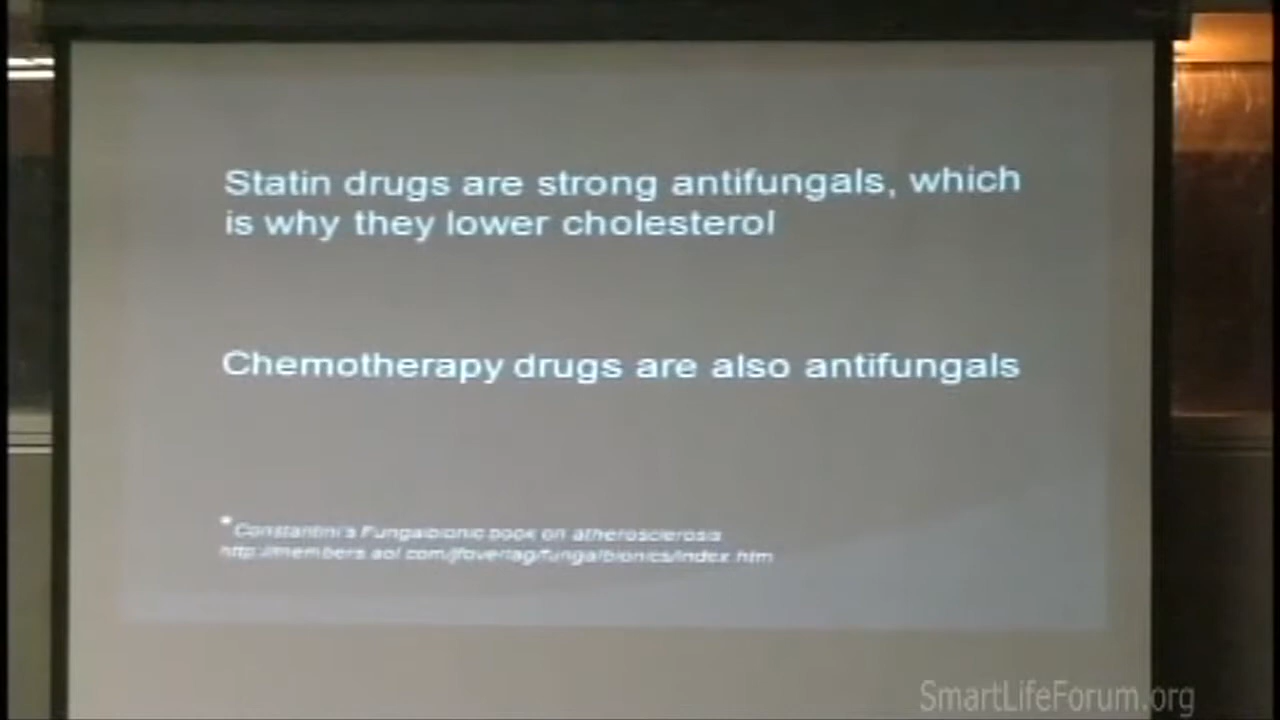 Statin drugs are strong antifungals, which
is why they lower cholesterol
Chemotherapy drugs are also antifungals
*Constantini's Fungalbionic book on atherosclerosis
http://members.aol.com/jfoverlag/fungalbionics/index.htm
SmartLifeForum.org